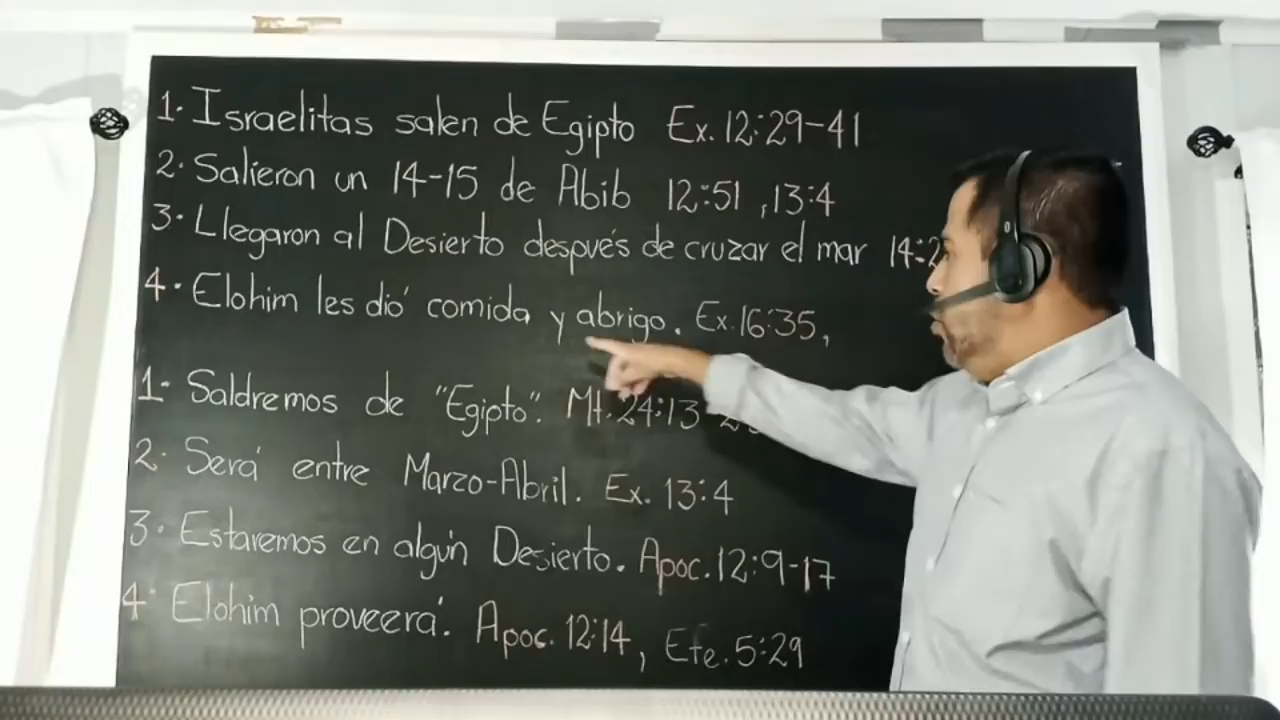 1. Israelitas salen de Egipto Ex. 12:29-41
2. Salieron un 14-15 de Abib 12:51 ,13:4
3. Llegaron al Desierto después de cruzar el mar 14:2
4. Elohim les dió comida y abrigo. Ex. 16:35,
1- Saldremos de "Egipto". Mt. 24:13
2. Será entre Marzo-Abril. Ex. 13:4
3. Estaremos en algún Desierto. Apoc. 12:9-17
4. Elohim proveerá. Apoc. 12:14, Efe. 5:29